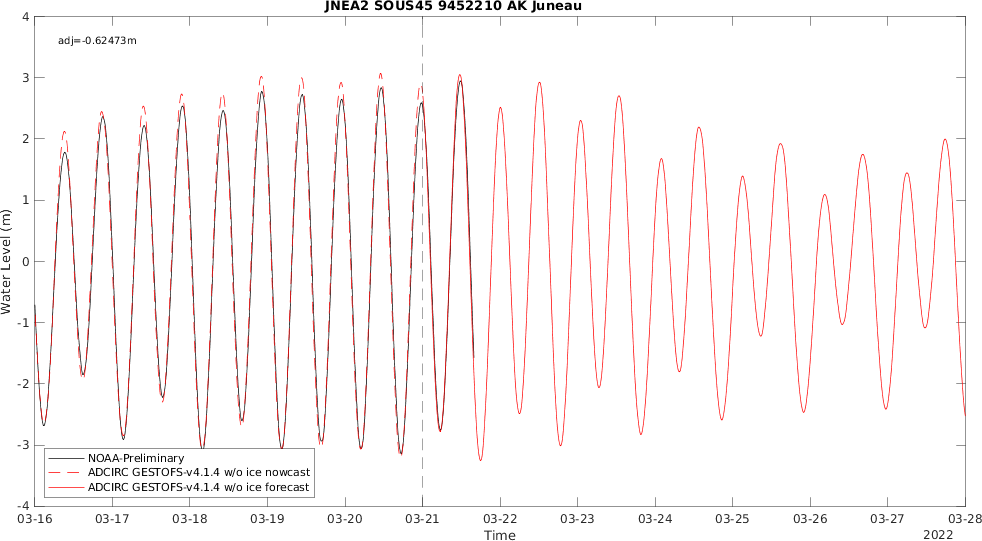 JNEA2 SOUS45 9452210 AK Juneau
adj=-0.62473m
4
3
2
1
0
-1
-2
-3
-4
Water Level (m)
NOAA-Preliminary
ADCIRC GESTOFS-v4.1.4 w/o ice nowcast
ADCIRC GESTOFS-v4.1.4 w/o ice forecast
03-16 03-17 03-18 03-19 03-20 03-21 03-22 03-23 03-24 03-25 03-26 03-27 03-28
Time
2022